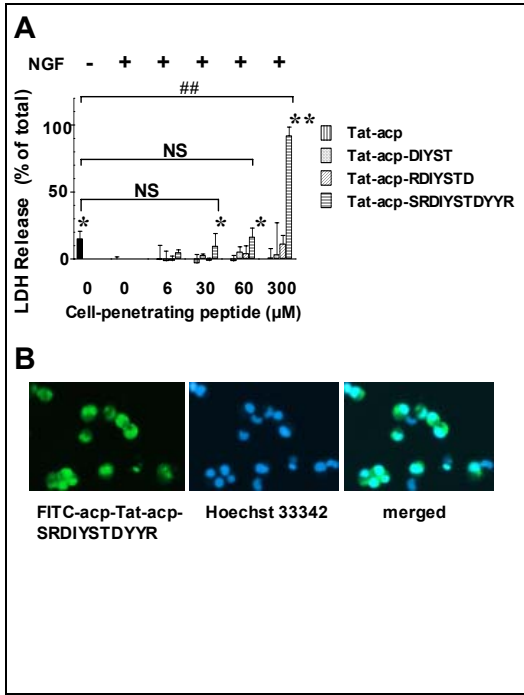 A
NGF - + + + + +
##
**
100
NS
50
NS
* * * *
0
LDH Release (% of total)
0 0 6 30 60 300
Cell-penetrating peptide (µM)
Tat-acp
Tat-acp-DIYST
Tat-acp-RDIYSTD
Tat-acp-SRDIYSTDYYR
B
FITC-acp-Tat-acp-
SRDIYSTDYYR
Hoechst 33342
merged